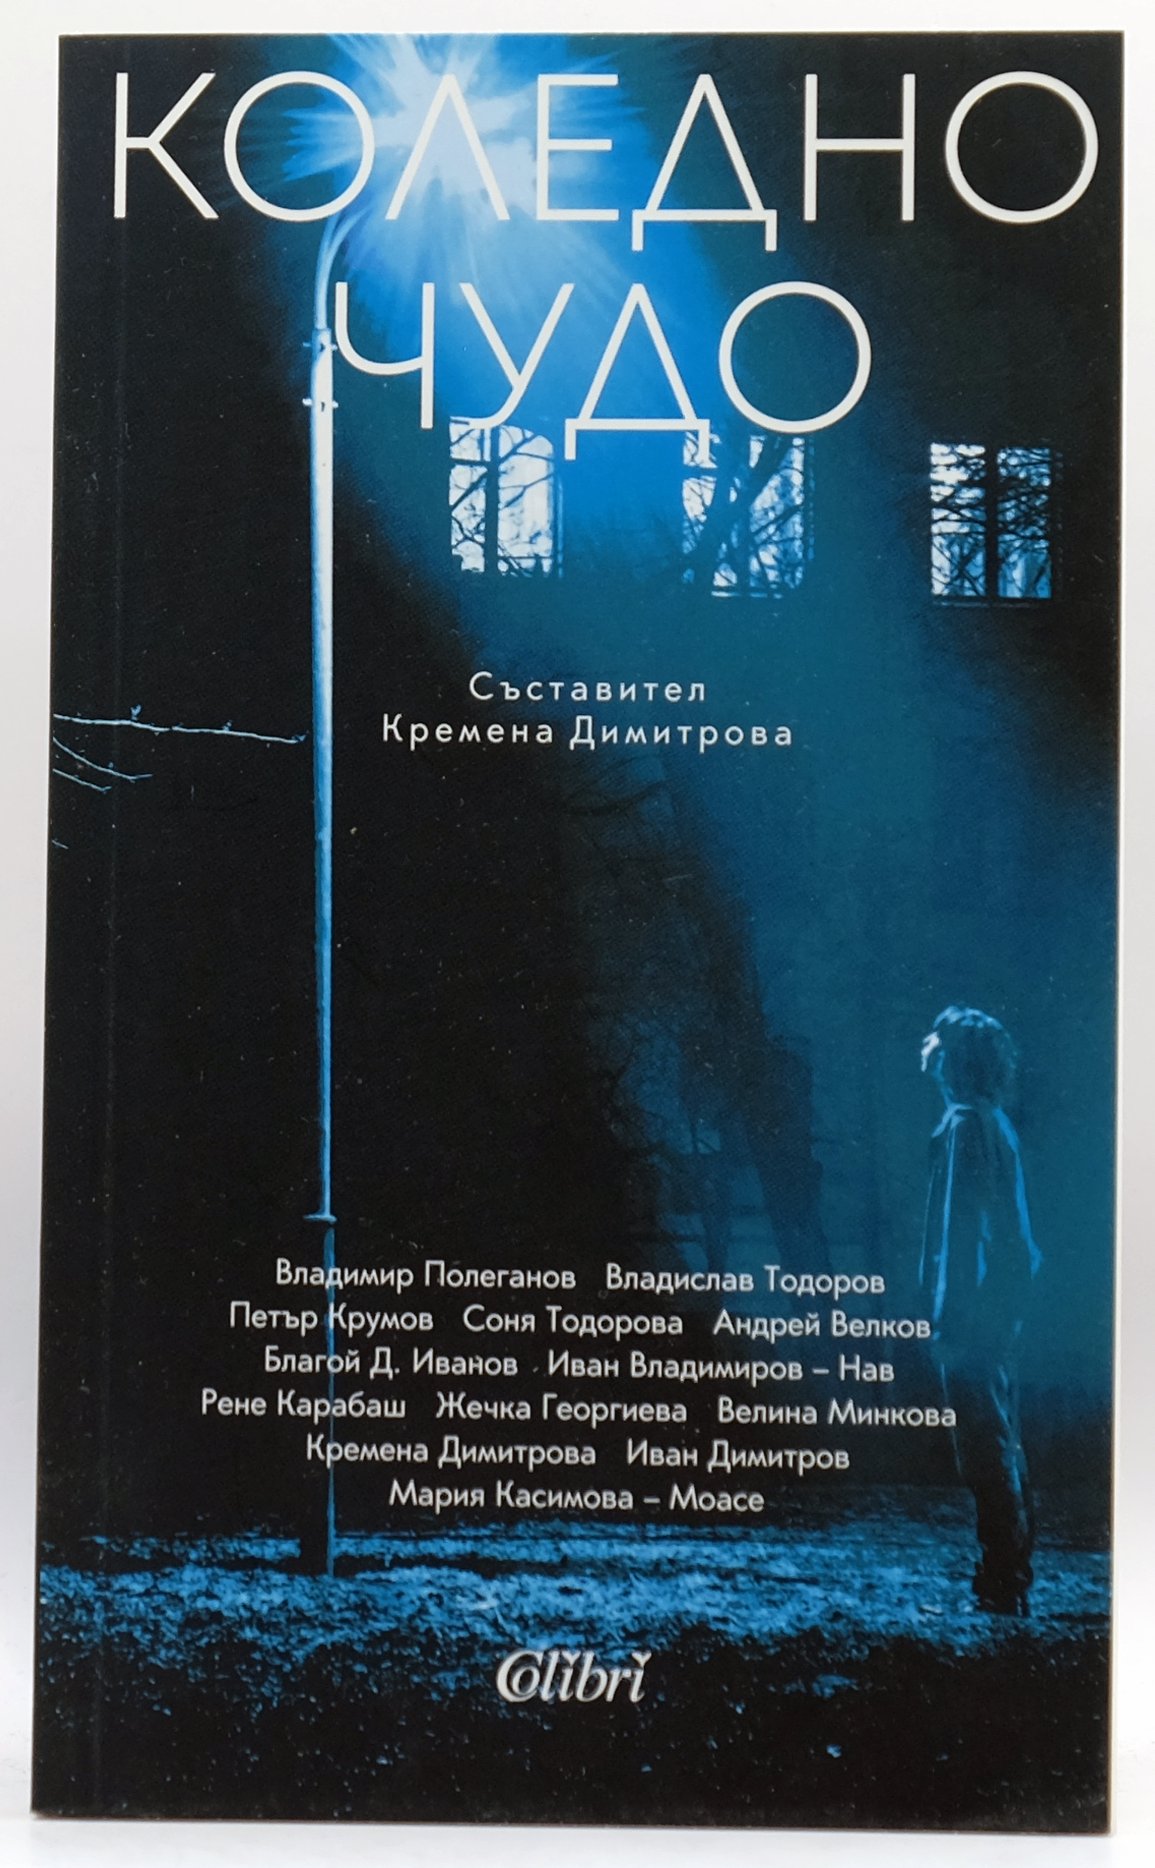 КОЛЕДНО
ЧУДО
Съставител
Кремена Димитрова
Владимир Полеганов Владислав Тодоров
Петър Крумов Соня Тодорова Андрей Велков
Благой Д. Иванов Иван Владимиров – Нав
Рене Карабаш Жечка Георгиева Велина Минкова
Кремена Димитрова Иван Димитров
Мария Касимова – Моасе
Colibri